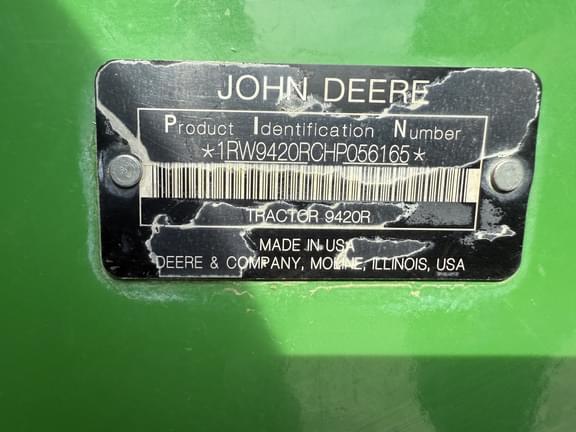 JOHN DEERE
Product Identification Number
*1RW9420RCHP056165*
TRACTOR 9420R
MADE IN USA
DEERE & COMPANY, MOLINE, ILLINOIS, USA